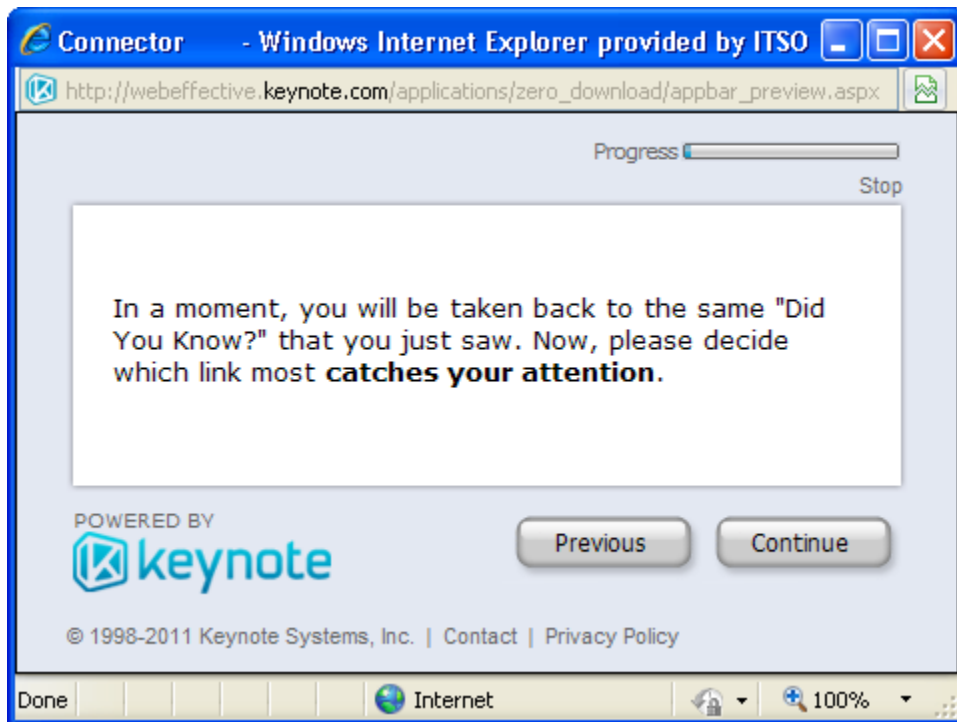 Connector - Windows Internet Explorer provided by ITSO
http://webeffective.keynote.com/applications/zero_download/appbar_preview.aspx
Progress
Stop
In a moment, you will be taken back to the same "Did
You Know?" that you just saw. Now, please decide
which link most catches your attention.
POWERED BY
keynote
Previous Continue
© 1998-2011 Keynote Systems, Inc. | Contact | Privacy Policy
Done Internet 100%